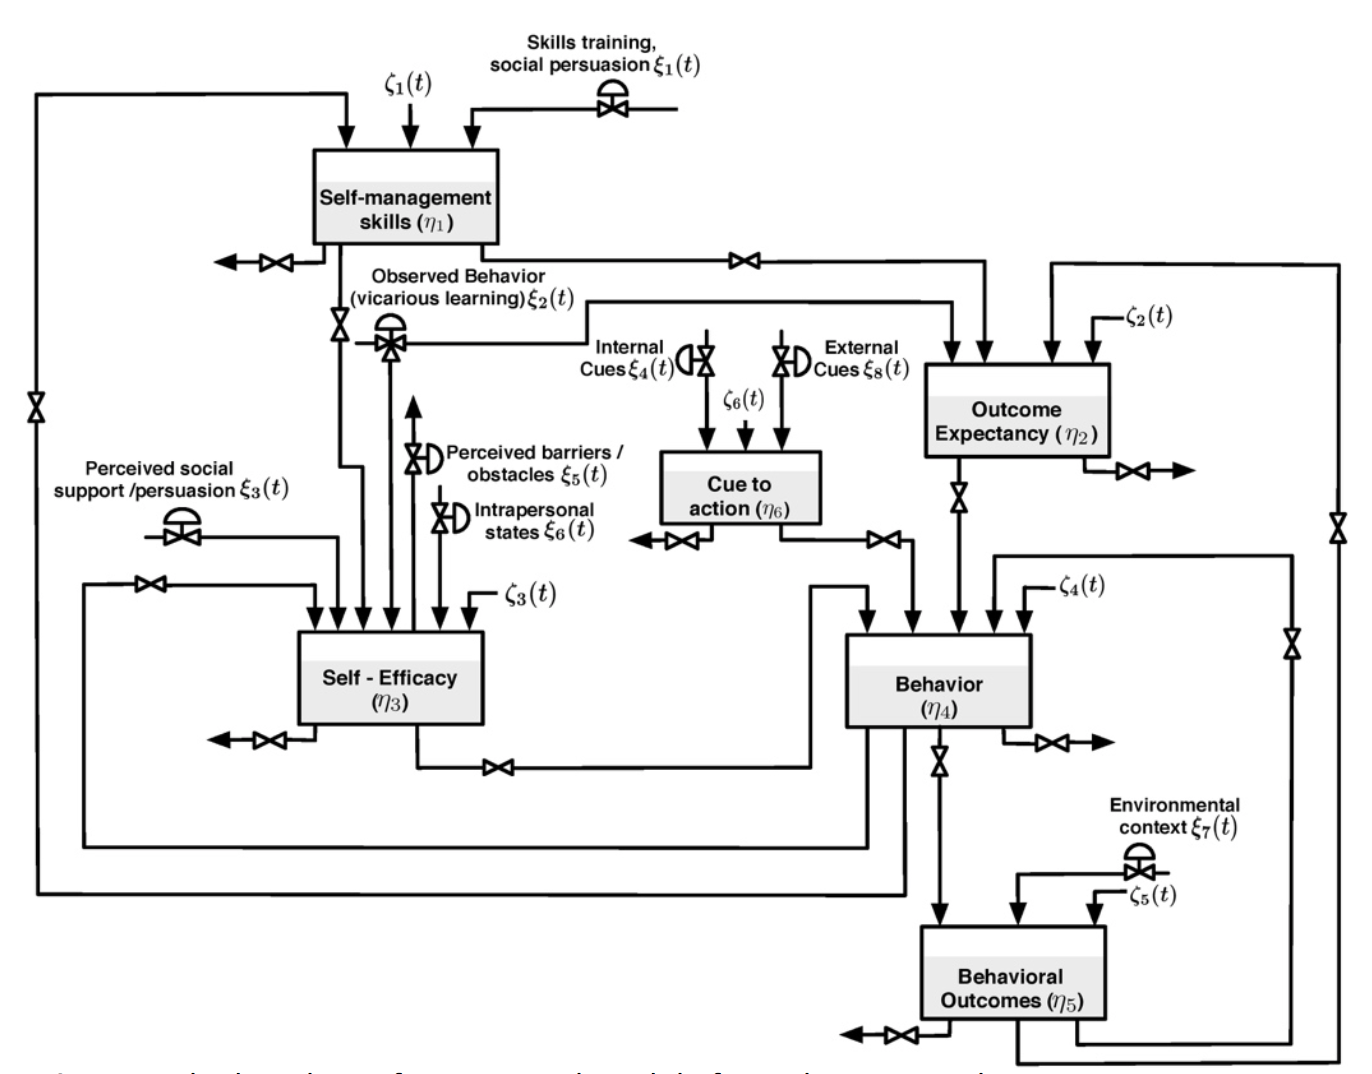 Skills training,
social persuasion ξ1(t)
ζ1(t)
Self-management
skills (η1)
Observed Behavior
(vicarious learning) ξ2(t)
Internal
Cues ξ4(t)
External
Cues ξ8(t)
ζ2(t)
ζ6(t)
Outcome
Expectancy (η2)
Perceived barriers /
obstacles ξ5(t)
Perceived social
support /persuasion ξ3(t)
Cue to
action (η6)
Intrapersonal
states ξ6(t)
ζ3(t)
ζ4(t)
Self - Efficacy
(η3)
Behavior
(η4)
Environmental
context ξ7(t)
ζ5(t)
Behavioral
Outcomes (η5)